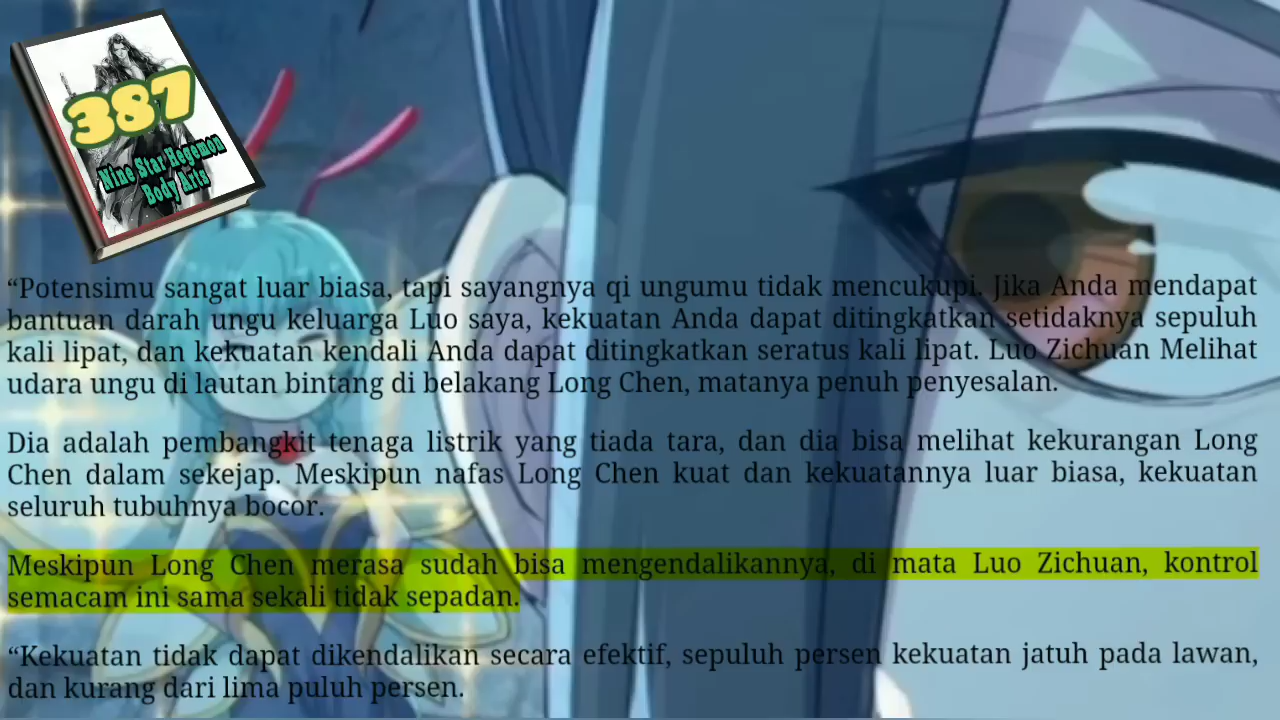 387
Nine Star Hegemon
Body Arts
“Potensimu sangat luar biasa, tapi sayangnya qi ungumu tidak mencukupi. Jika Anda mendapat
bantuan darah ungu keluarga Luo saya, kekuatan Anda dapat ditingkatkan setidaknya sepuluh
kali lipat, dan kekuatan kendali Anda dapat ditingkatkan seratus kali lipat. Luo Zichuan Melihat
udara ungu di lautan bintang di belakang Long Chen, matanya penuh penyesalan.
Dia adalah pembangkit tenaga listrik yang tiada tara, dan dia bisa melihat kekurangan Long
Chen dalam sekejap. Meskipun nafas Long Chen kuat dan kekuatannya luar biasa, kekuatan
seluruh tubuhnya bocor.
Meskipun Long Chen merasa sudah bisa mengendalikannya, di mata Luo Zichuan, kontrol
semacam ini sama sekali tidak sepadan.
“Kekuatan tidak dapat dikendalikan secara efektif, sepuluh persen kekuatan jatuh pada lawan,
dan kurang dari lima puluh persen.